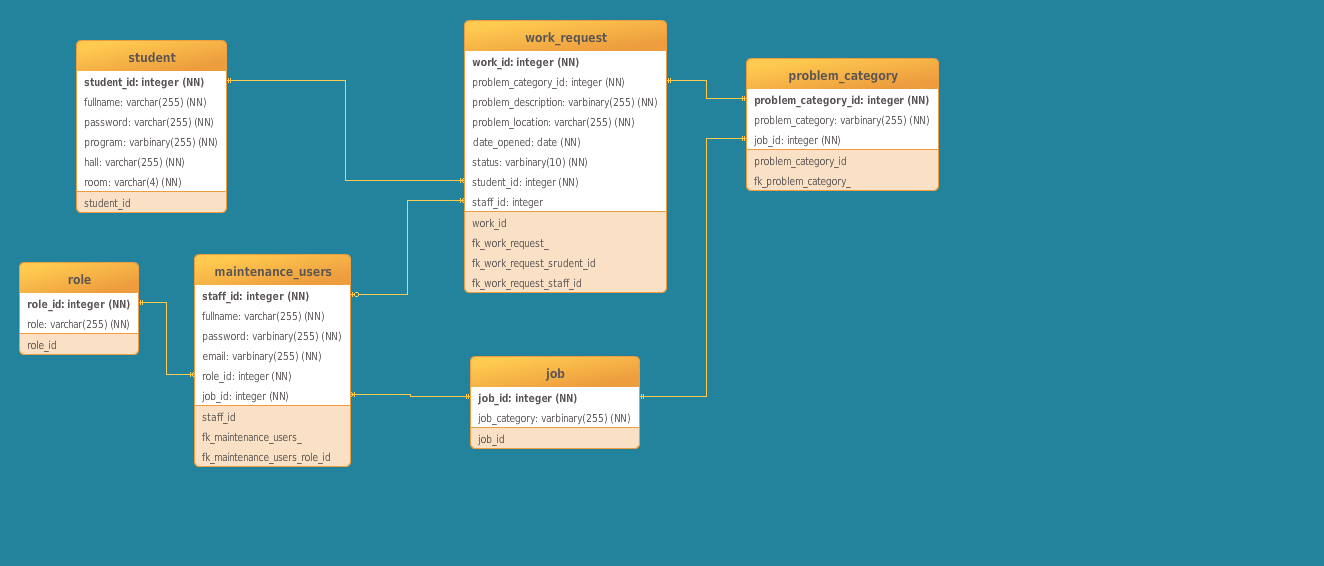 student
student_id: integer (NN)
fullname: varchar(255) (NN)
password: varchar(255) (NN)
program: varbinary(255) (NN)
hall: varchar(255) (NN)
room: varchar(4) (NN)
student_id
work_request
work_id: integer (NN)
problem_category_id: integer (NN)
problem_description: varbinary(255) (NN)
problem_location: varchar(255) (NN)
date_opened: date (NN)
status: varbinary(10) (NN)
student_id: integer (NN)
staff_id: integer
work_id
fk_work_request_
fk_work_request_srudent_id
fk_work_request_staff_id
problem_category
problem_category_id: integer (NN)
problem_category: varbinary(255) (NN)
job_id: integer (NN)
problem_category_id
fk_problem_category_
role
role_id: integer (NN)
role: varchar(255) (NN)
role_id
maintenance_users
staff_id: integer (NN)
fullname: varchar(255) (NN)
password: varbinary(255) (NN)
email: varbinary(255) (NN)
role_id: integer (NN)
job_id: integer (NN)
staff_id
fk_maintenance_users_
fk_maintenance_users_role_id
job
job_id: integer (NN)
job_category: varbinary(255) (NN)
job_id